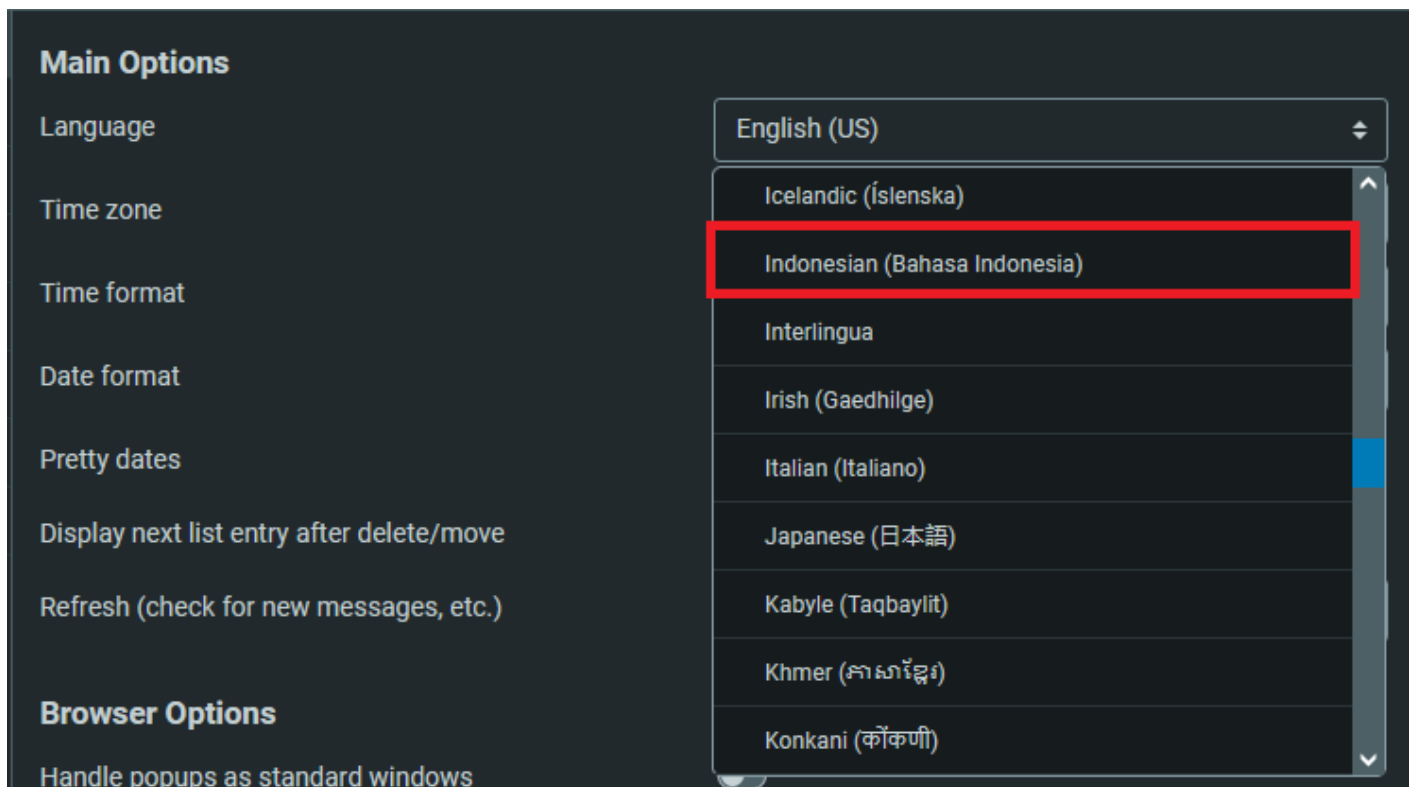 Main Options
Language
English (US)
Icelandic (Íslenska)
Time zone
Indonesian (Bahasa Indonesia)
Time format
Interlingua
Date format
Irish (Gaedhilge)
Pretty dates
Italian (Italiano)
Display next list entry after delete/move
Japanese (日本語)
Refresh (check for new messages, etc.)
Kabyle (Taqbaylit)
Khmer (ភាសាខ្មែរ)
Browser Options
Konkani (कोंकणी)
Handle popups as standard windows